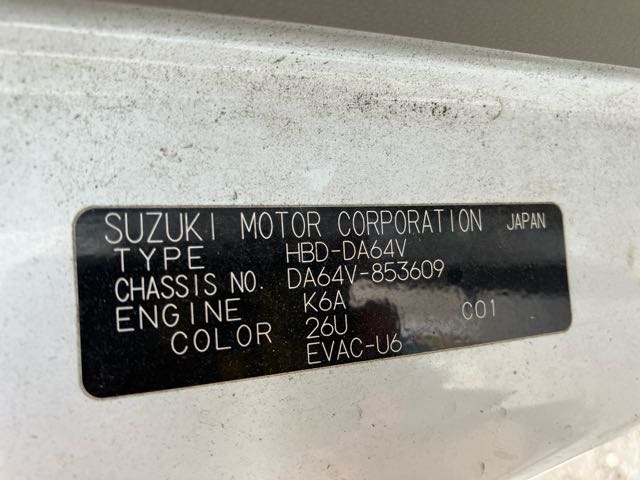 SUZUKI MOTOR CORPORATION JAPAN
TYPE HBD-DA64V
CHASSIS NO. DA64V-853609
ENGINE K6A C01
COLOR 26U
EVAC-U6